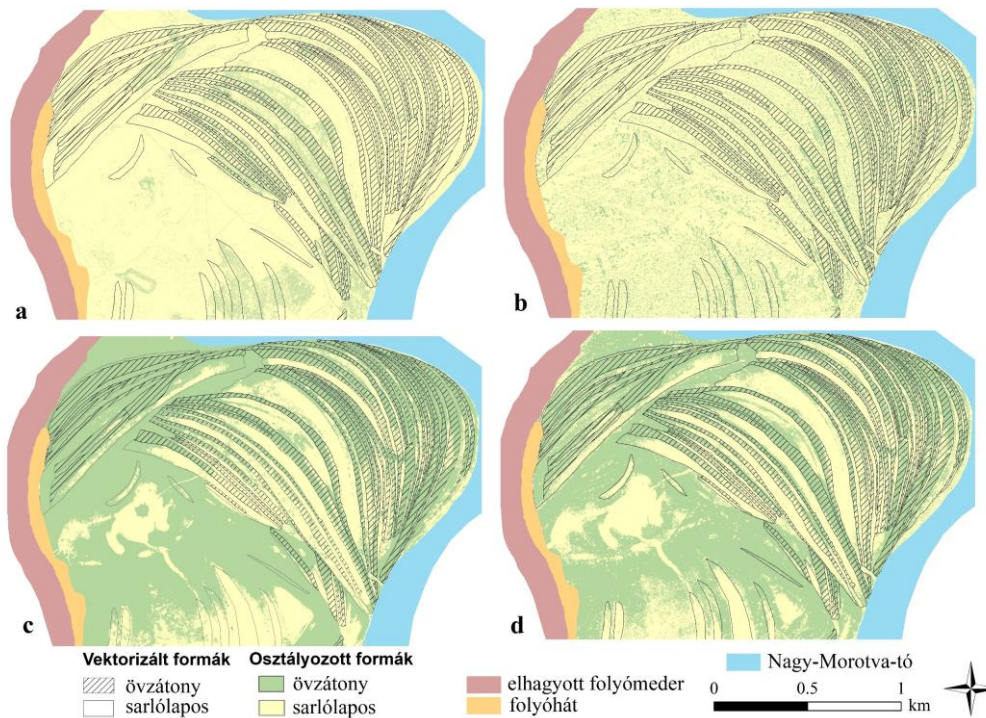 a
b
c
d
Vektorizált formák
övzátony
sarlólapos
Osztályozott formák
övzátony
sarlólapos
elhagyott folyómeder
folyóhát
Nagy-Morotva-tó
0 0.5 1 km